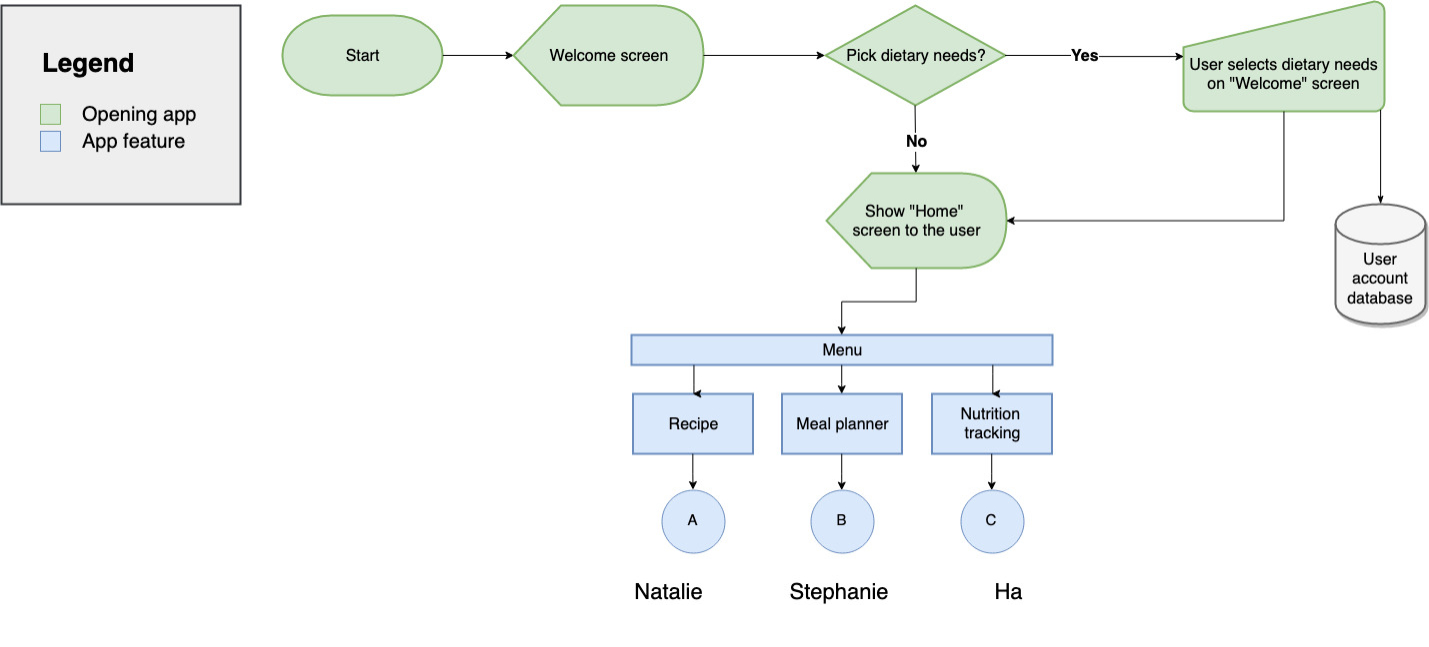 Legend
Opening app
App feature
Start
Welcome screen
Pick dietary needs?
Yes
User selects dietary needs
on "Welcome" screen
No
Show "Home"
screen to the user
User
account
database
Menu
Recipe
Meal planner
Nutrition
tracking
A
B
C
Natalie
Stephanie
Ha